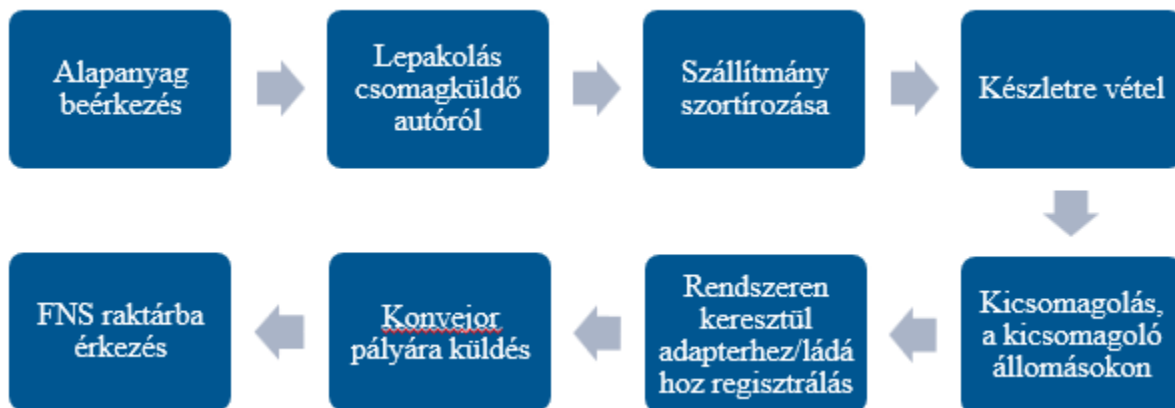 Alapanyag
beérkezés
Lepakolás
csomagküldő
autóról
Szállítmány
szortírozása
Készletre vétel
Kicsomagolás,
a kicsomagoló
állomásokon
Rendszeren
keresztül
adapterhez/ládá
hoz regisztrálás
Konvejor
pályára küldés
FNS raktárba
érkezés